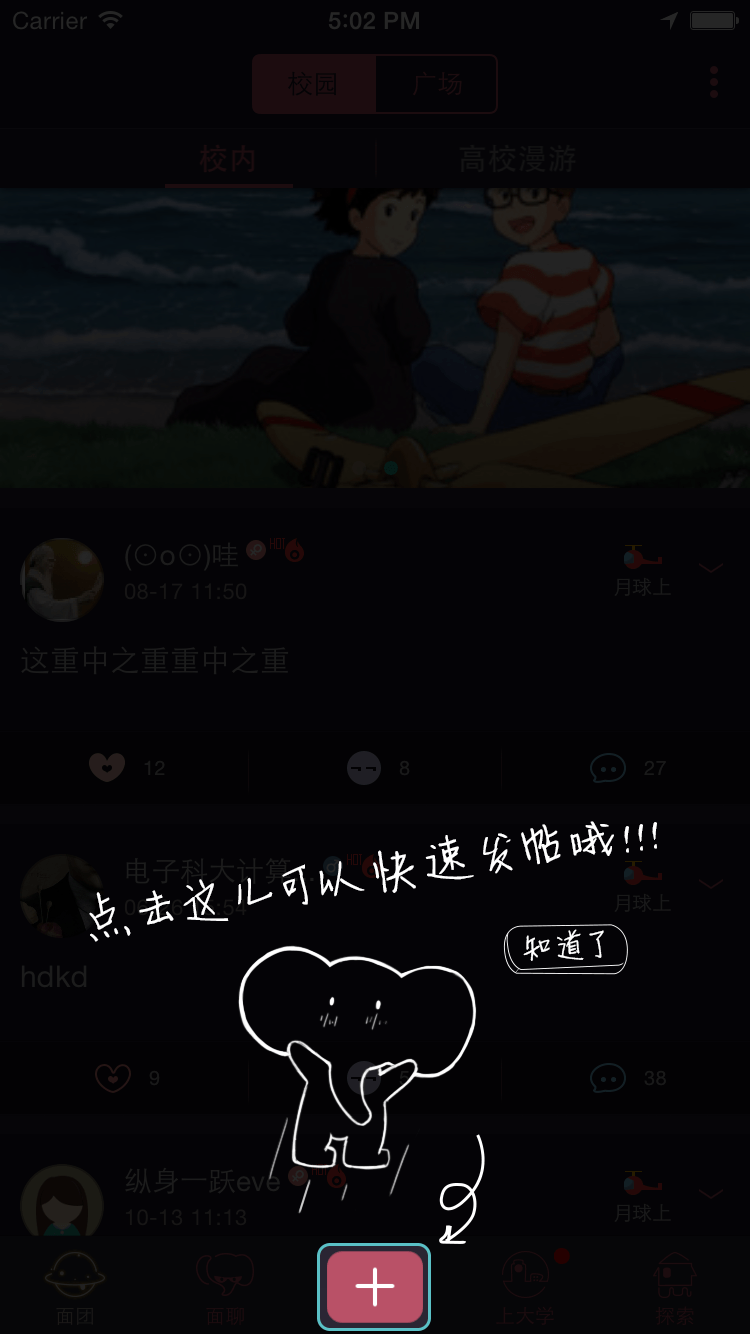 Carrier 5:02 PM
校园 广场
校内 高校漫游
(⊙o⊙)哇 HOT
08-17 11:50
月球上
这重中之重重中之重
12 8 27
点击这儿可以快速发帖哦!!!
电子科大计算
月球上
知道了
hdkd
9 38
纵身一跃eve
10-13 11:13
月球上
面团 面聊 上大学 探索